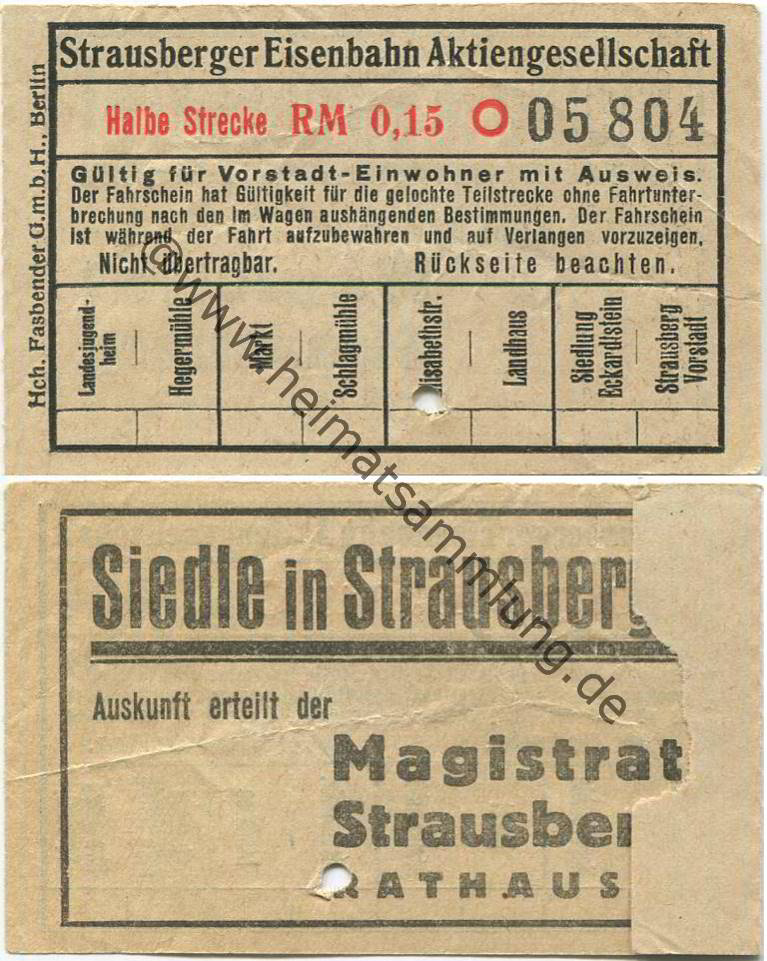 Strausberger Eisenbahn Aktiengesellschaft
Halbe Strecke RM 0,15 O 05804
Gültig für Vorstadt-Einwohner mit Ausweis.
Der Fahrschein hat Gültigkeit für die gelochte Teilstrecke ohne Fahrtunter-
brechung nach den im Wagen aushängenden Bestimmungen. Der Fahrschein
ist während der Fahrt aufzubewahren und auf Verlangen vorzuzeigen.
Nicht übertragbar. Rückseite beachten.
Landesjugend-
heim
Hegermühle
Markt
Schlagmühle
Elisabethstr.
Landhaus
Siedlung
Eckardtstein
Strausberg
Vorstadt
Hch. Fasbender G.m.b.H., Berlin
©www.heimatsammlung.de
Siedle in Strausberg
Auskunft erteilt der
Magistrat
Strausber
RATHAUS